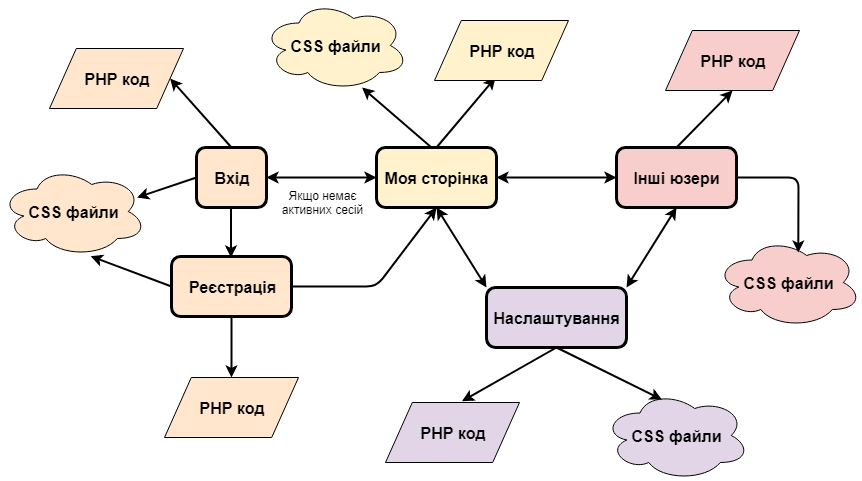 CSS файли
PHP код
PHP код
PHP код
Вхід
Якщо немає
активних сесій
Моя сторінка
Інші юзери
CSS файли
Реєстрація
CSS файли
Наслаштування
PHP код
PHP код
CSS файли